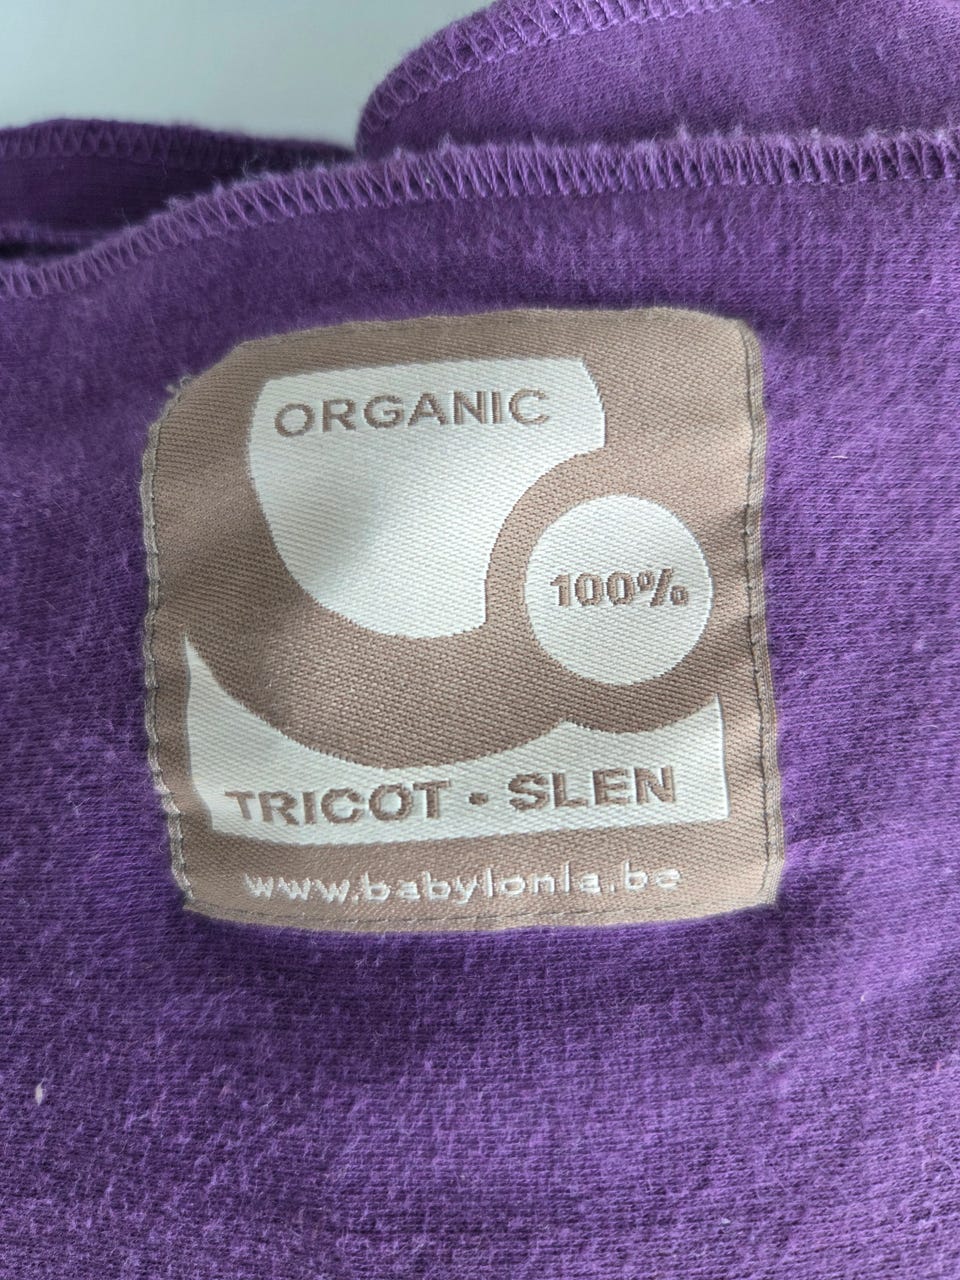 ORGANIC
100%
TRICOT - SLEN
www.babylonia.be